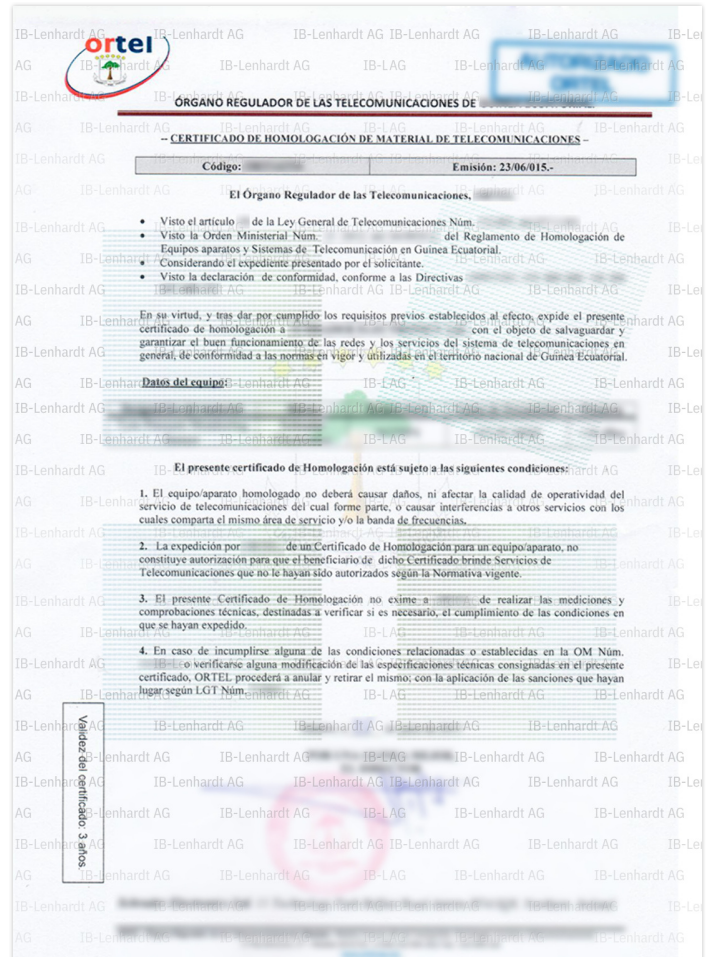 ortel
ÓRGANO REGULADOR DE LAS TELECOMUNICACIONES DE
-- CERTIFICADO DE HOMOLOGACIÓN DE MATERIAL DE TELECOMUNICACIONES –
Código: Emisión: 23/06/015.-
El Órgano Regulador de las Telecomunicaciones,
• Visto el artículo de la Ley General de Telecomunicaciones Núm.
• Visto la Orden Ministerial Núm. del Reglamento de Homologación de
Equipos aparatos y Sistemas de Telecomunicación en Guinea Ecuatorial.
• Considerando el expediente presentado por el solicitante.
• Visto la declaración de conformidad, conforme a las Directivas
En su virtud, y tras dar por cumplido los requisitos previos establecidos al efecto, expide el presente
certificado de homologación a con el objeto de salvaguardar y
garantizar el buen funcionamiento de las redes y los servicios del sistema de telecomunicaciones en
general, de conformidad a las normas en vigor y utilizadas en el territorio nacional de Guinea Ecuatorial.
Datos del equipo:
El presente certificado de Homologación está sujeto a las siguientes condiciones:
1. El equipo/aparato homologado no deberá causar daños, ni afectar la calidad de operatividad del
servicio de telecomunicaciones del cual forme parte, o causar interferencias a otros servicios con los
cuales comparta el mismo área de servicio y/o la banda de frecuencias.
2. La expedición por de un Certificado de Homologación para un equipo/aparato, no
constituye autorización para que el beneficiario de dicho Certificado brinde Servicios de
Telecomunicaciones que no le hayan sido autorizados según la Normativa vigente.
3. El presente Certificado de Homologación no exime a de realizar las mediciones y
comprobaciones técnicas, destinadas a verificar si es necesario, el cumplimiento de las condiciones en
que se hayan expedido.
4. En caso de incumplirse alguna de las condiciones relacionadas o establecidas en la OM Núm.
o verificarse alguna modificación de las especificaciones técnicas consignadas en el presente
certificado, ORTEL procederá a anular y retirar el mismo; con la aplicación de las sanciones que hayan
lugar según LGT Núm.
Validez del certificado: 3 años.
IB-Lenhardt AG
IB-LAG